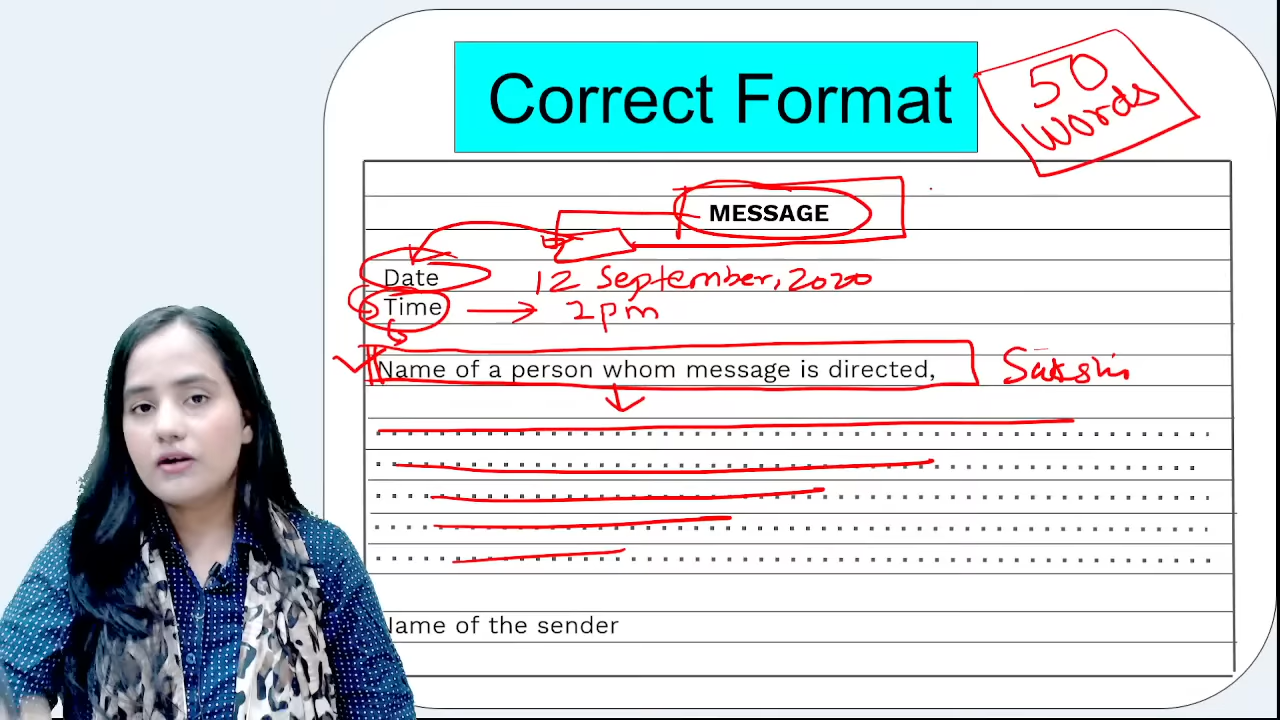 Correct Format
50
words
MESSAGE
Date 12 September, 2020
Time 2pm
Name of a person whom message is directed, Sakshi
Name of the sender